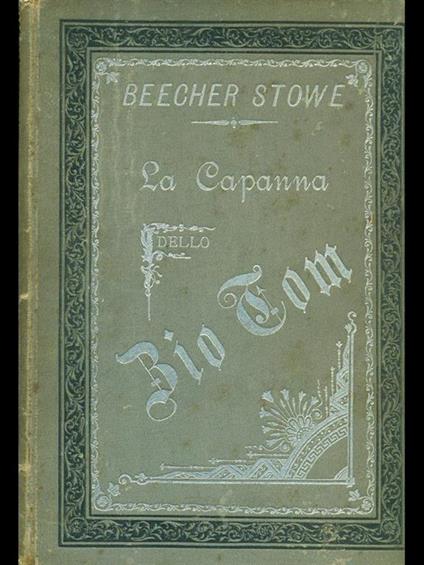 BEECHER STOWE
La Capanna
DELLO
Zio Tom